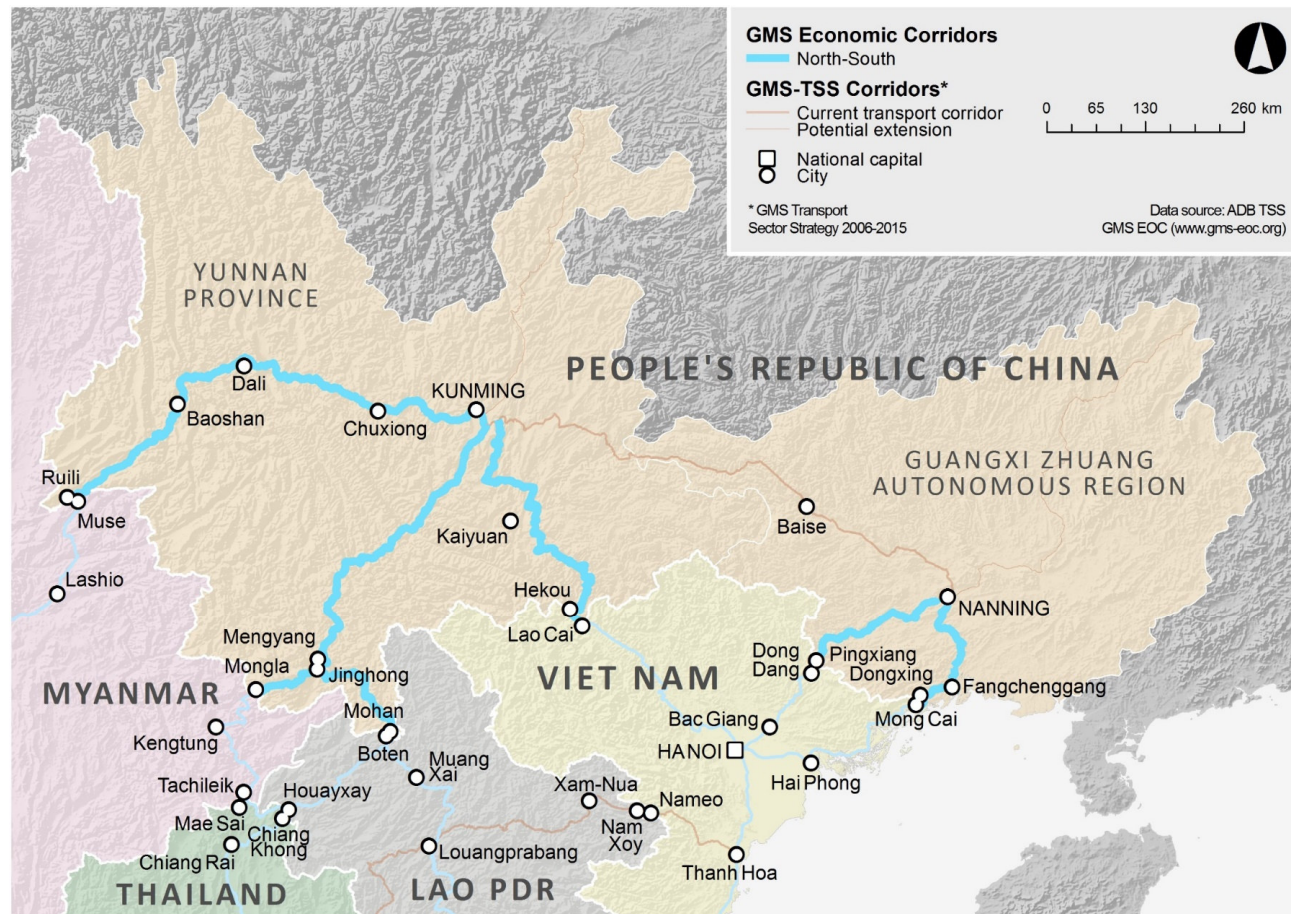 GMS Economic Corridors
North-South
GMS-TSS Corridors*
Current transport corridor
Potential extension
0 65 130 260 km
National capital
City
* GMS Transport
Sector Strategy 2006-2015
Data source: ADB TSS
GMS EOC (www.gms-eoc.org)
YUNNAN
PROVINCE
PEOPLE'S REPUBLIC OF CHINA
Dali
KUNMING
Baoshan
Chuxiong
GUANGXI ZHUANG
AUTONOMOUS REGION
Ruili
Muse
Kaiyuan
Baise
Lashio
Hekou
Lao Cai
NANNING
Mengyang
Mongla
Jinghong
Dong
Dang
Pingxiang
Dongxing
Fangchenggang
MYANMAR
VIET NAM
Mohan
Boten
Mong Cai
Kengtung
Bac Giang
HANOI
Hai Phong
Muang
Xai
Tachileik
Houayxay
Xam-Nua
Nameo
Mae Sai
Chiang
Khong
Nam
Xoy
Chiang Rai
Louangprabang
Thanh Hoa
THAILAND
LAO PDR